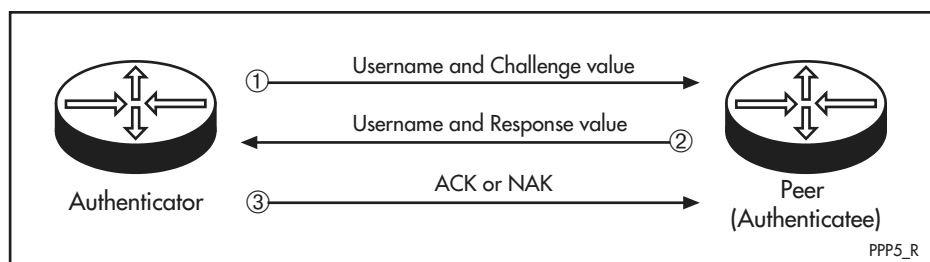 ① Username and Challenge value
Username and Response value ②
Authenticator
③ ACK or NAK
Peer
(Authenticatee)
PPP5_R